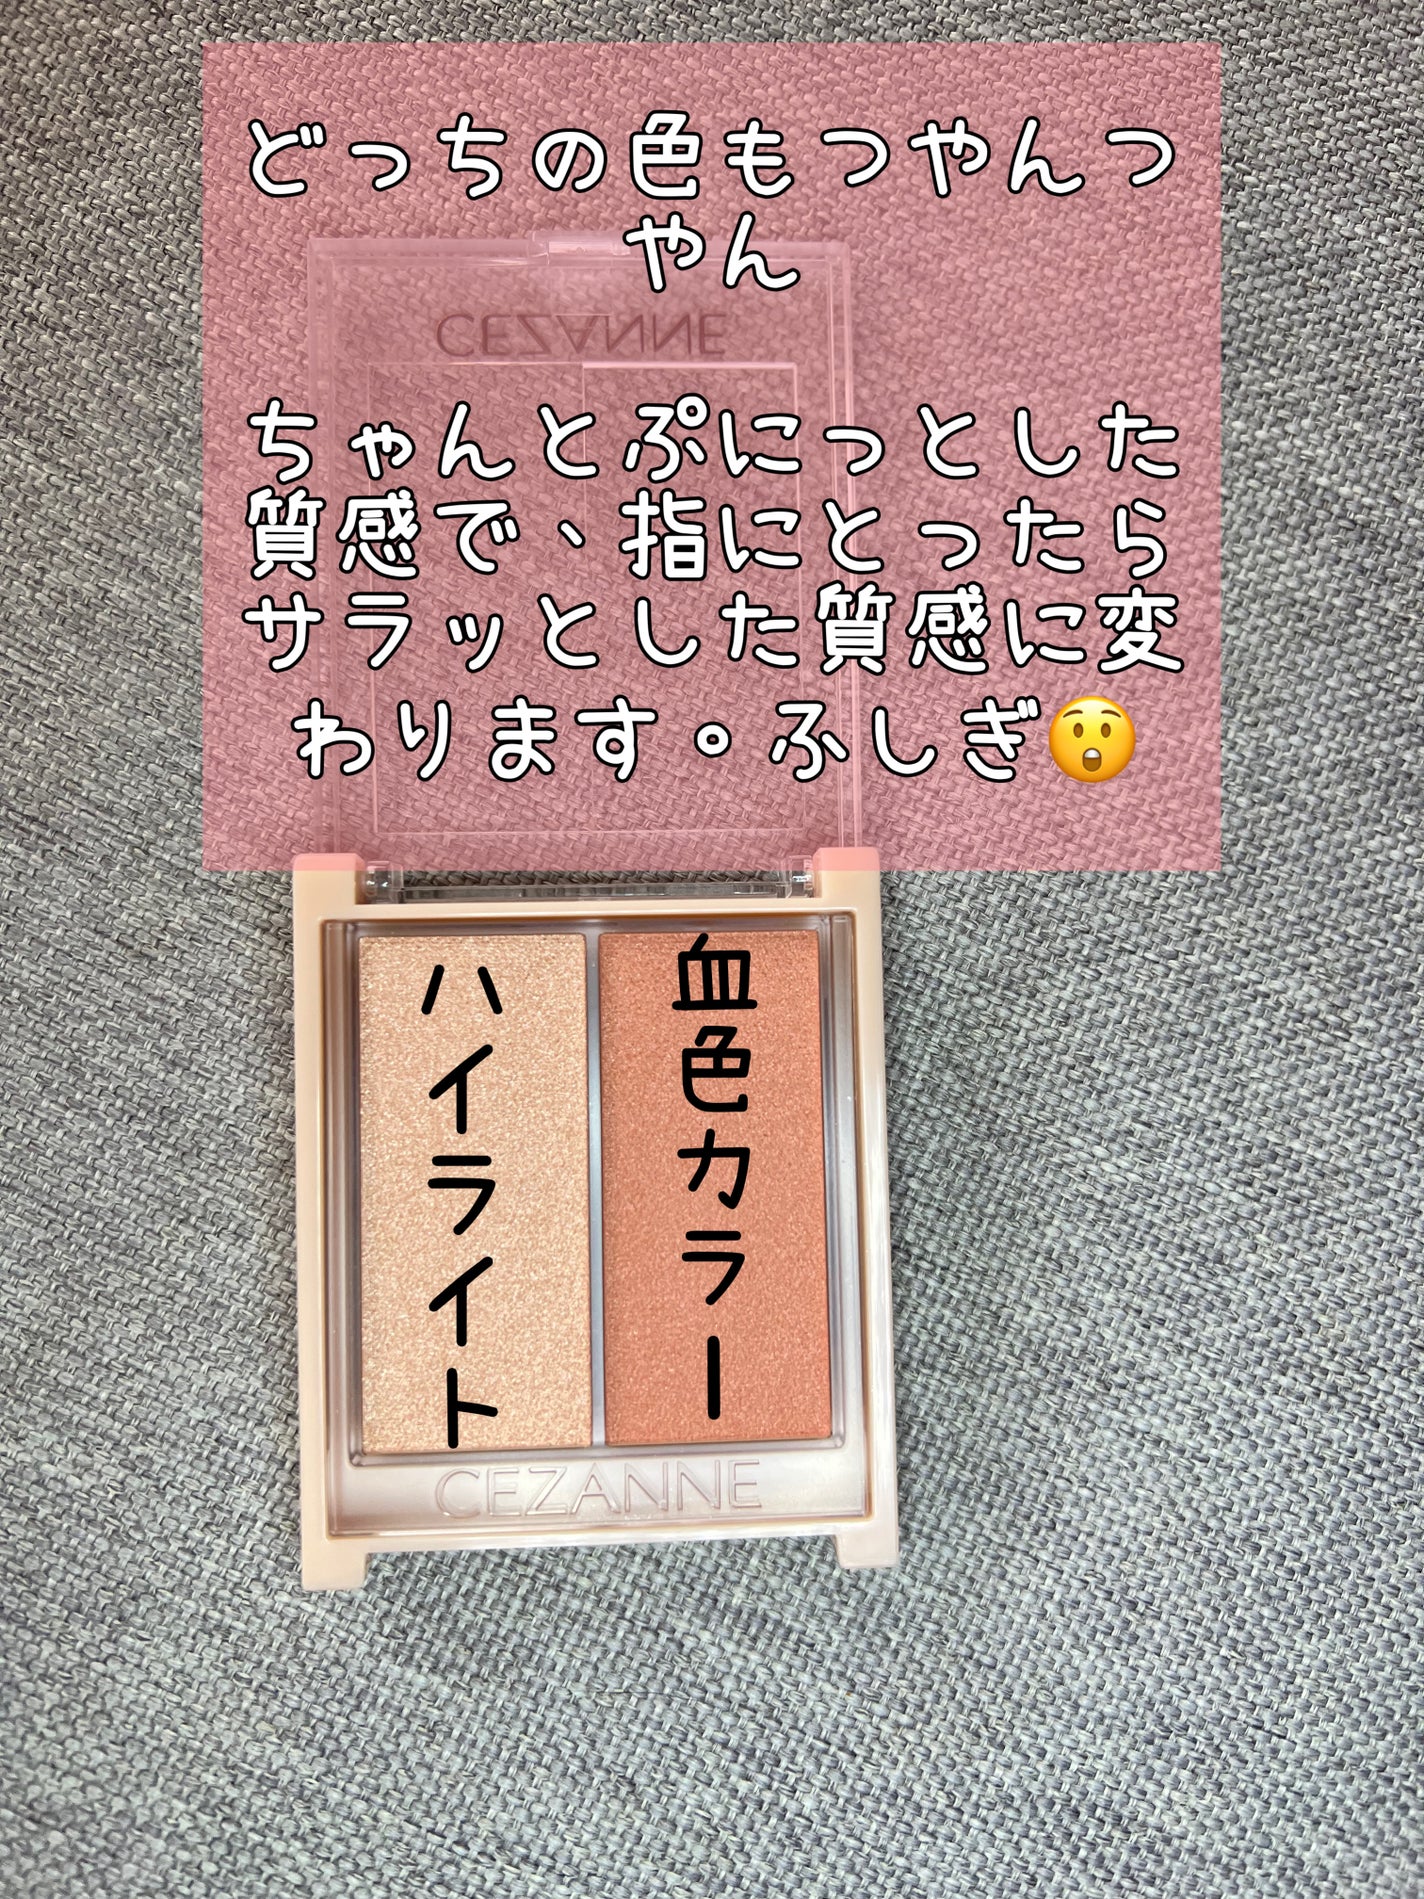 どっちの色もつやんつ
やん
CEZANNE
ちゃんとぷにっとした
質感で、指にとったら
サラッとした質感に変
わります。ふしぎ😲
ハイライト
血色カラー
CEZANNE